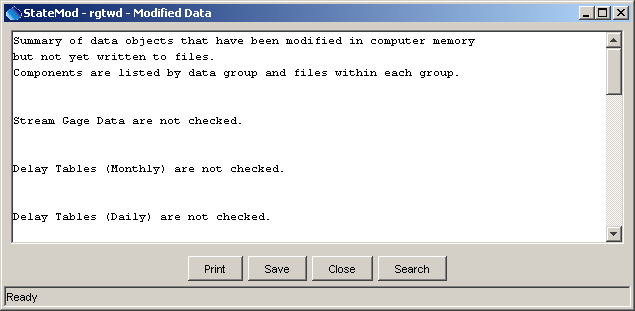 StateMod - rgtwd - Modified Data
Summary of data objects that have been modified in computer memory
but not yet written to files.
Components are listed by data group and files within each group.
Stream Gage Data are not checked.
Delay Tables (Monthly) are not checked.
Delay Tables (Daily) are not checked.
Print Save Close Search
Ready